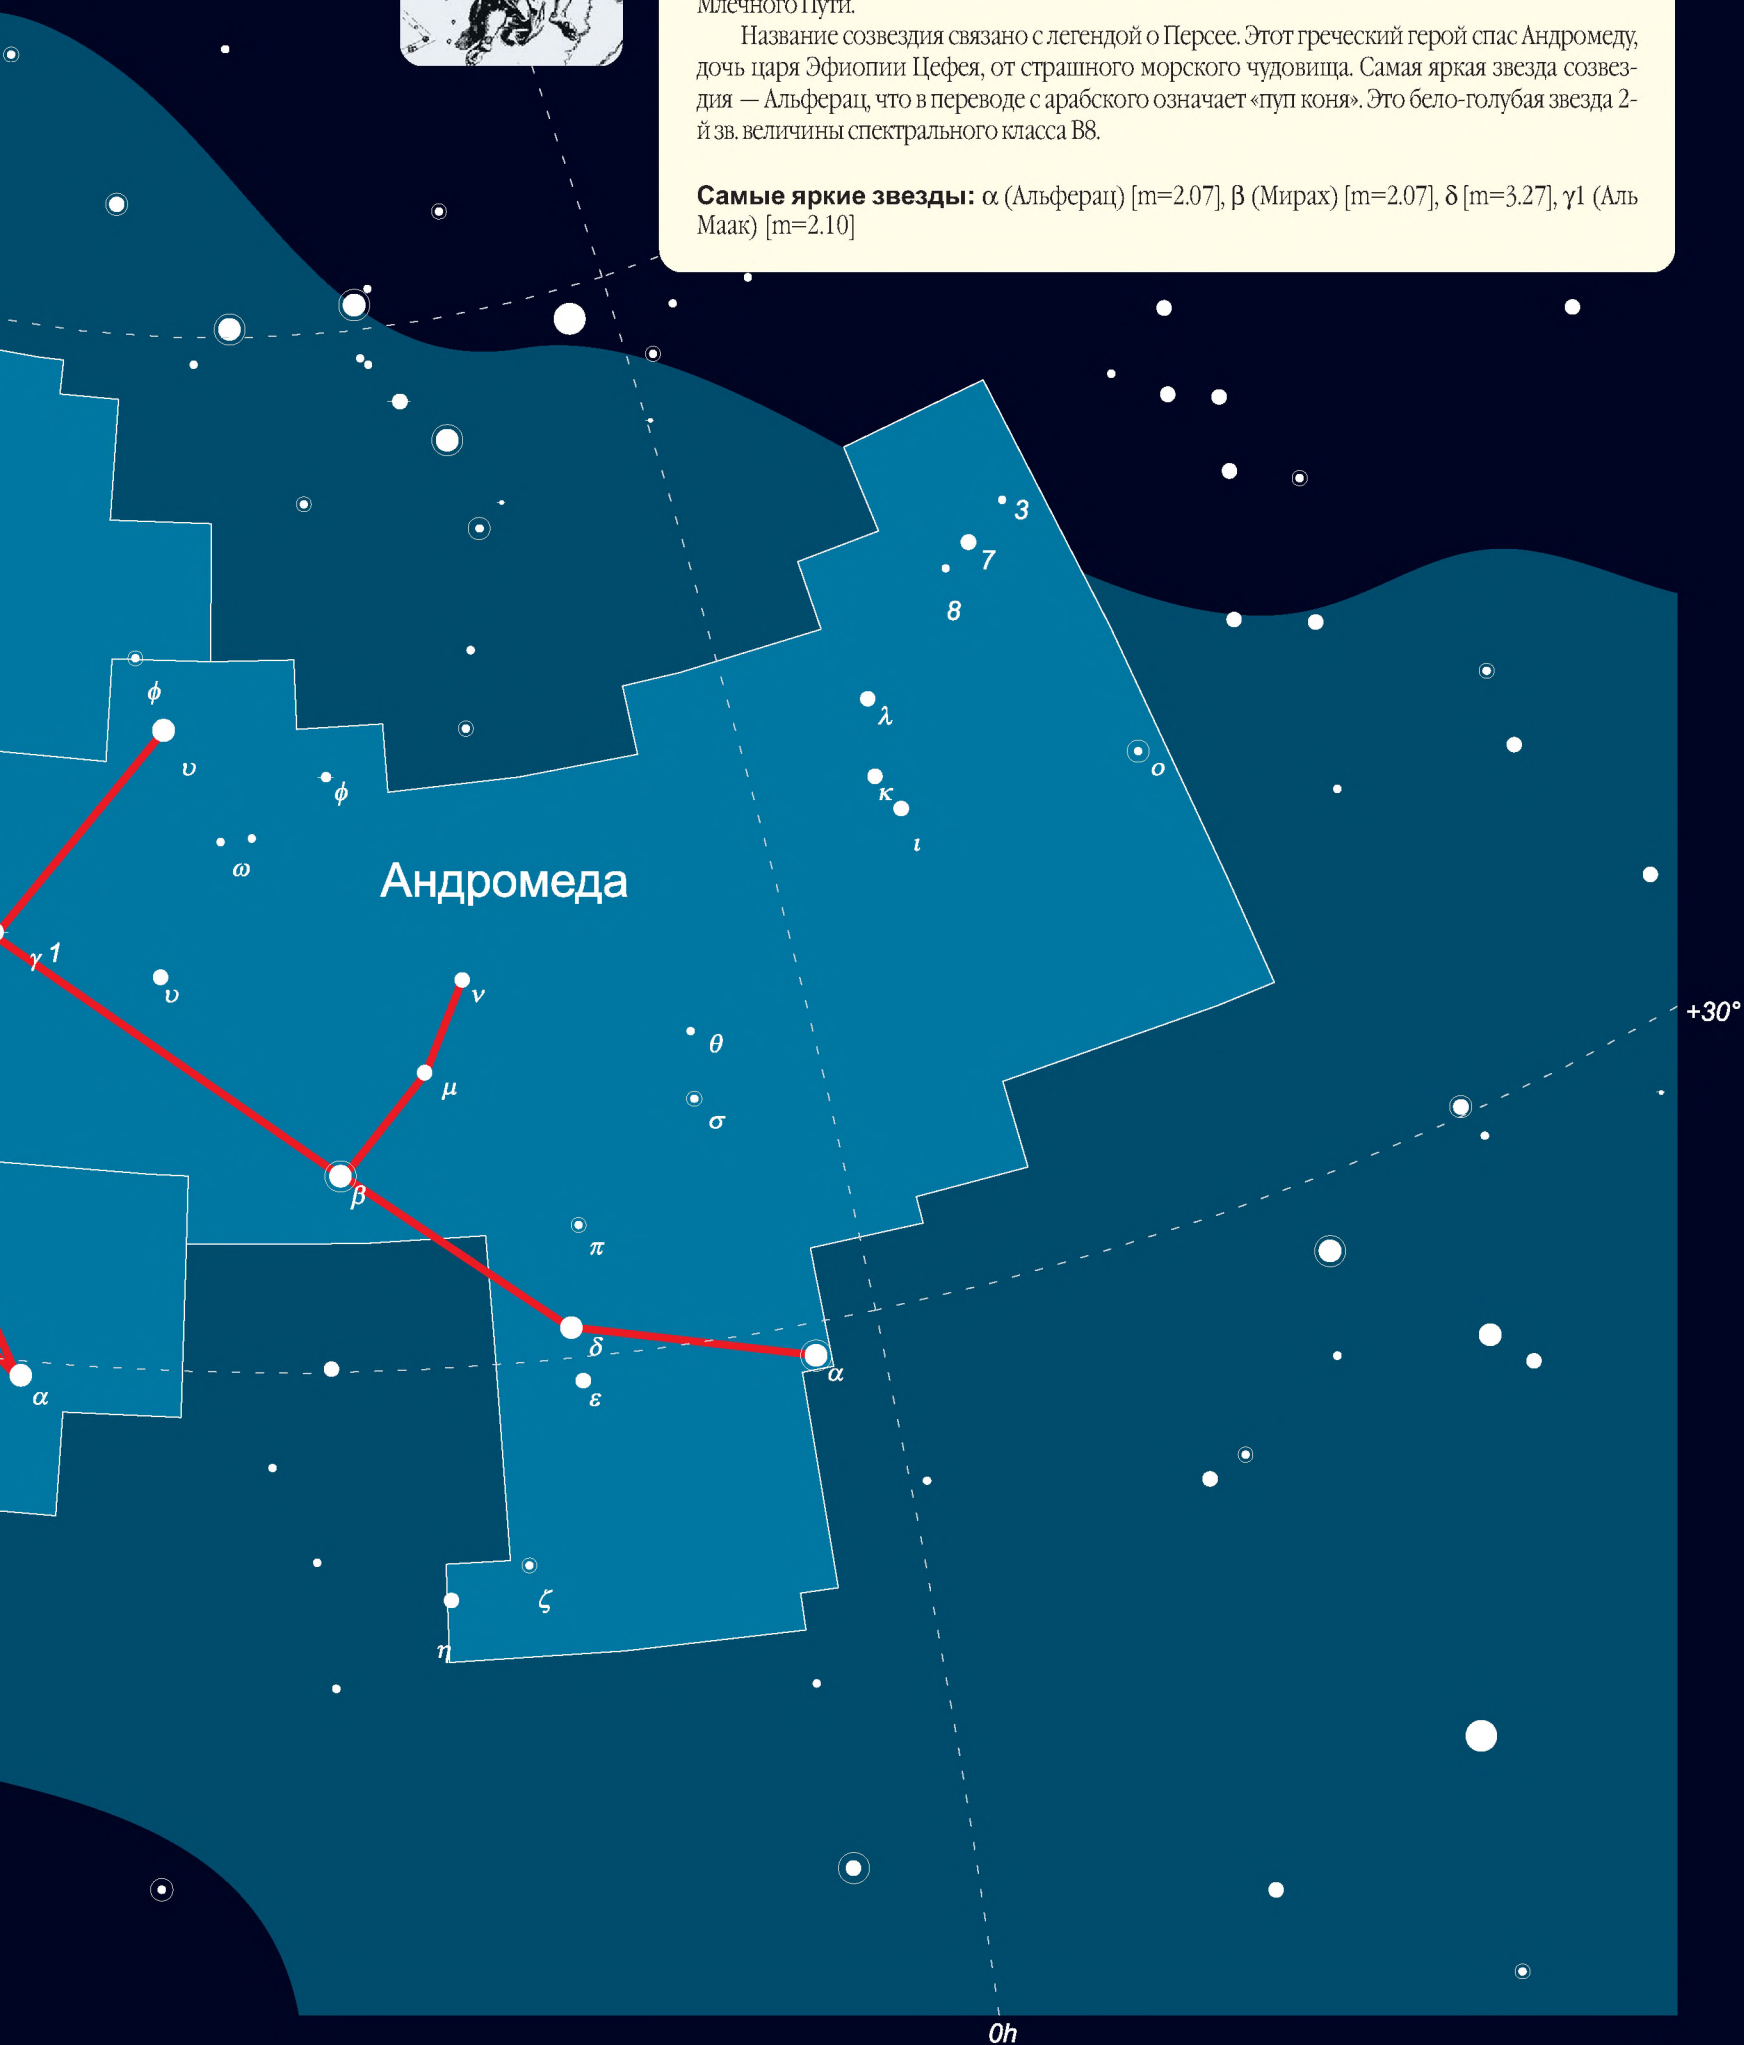 Млечного Пути.
Название созвездия связано с легендой о Персее. Этот греческий герой спас Андромеду,
дочь царя Эфиопии Цефея, от страшного морского чудовища. Самая яркая звезда созвез-
дия — Альферац, что в переводе с арабского означает «пуп коня». Это бело-голубая звезда 2-
й зв. величины спектрального класса B8.
Самые яркие звезды: α (Альферац) [m=2.07], β (Мирах) [m=2.07], δ [m=3.27], γ1 (Аль
Маак) [m=2.10]
3
7
8
ϕ
λ
υ
ο
ϕ
κ
ι
ω
Андромеда
γ 1
υ
ν
+30°
θ
μ
σ
β
π
δ
α
ε
α
ζ
η
0h